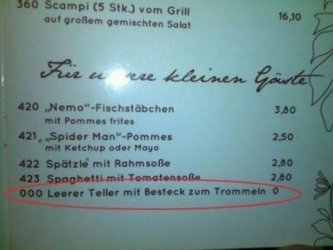 360 Scampi (5 Stk.) vom Grill
auf großem gemischten Salat 16,10
Für unsere kleinen Gäste
420 „Nemo“-Fischstäbchen 3,80
mit Pommes frites
421 „Spider Man“-Pommes 2,50
mit Ketchup oder Mayo
422 Spätzle mit Rahmsoße 2,80
423 Spaghetti mit Tomatensoße 2,80
000 Leerer Teller mit Besteck zum Trommeln 0